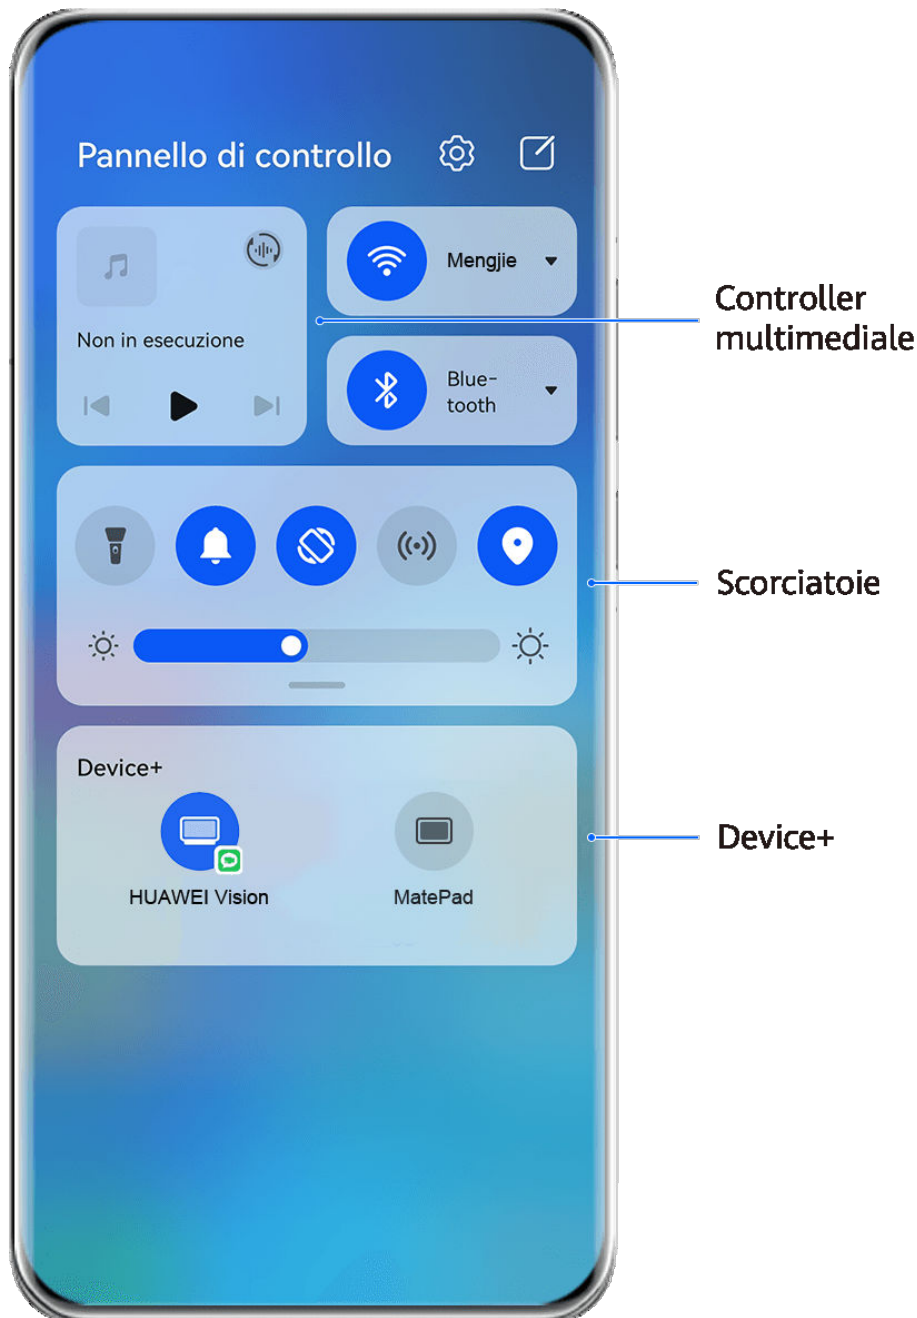 Pannello di controllo
Mengjie
Non in esecuzione
Blue-
tooth
Controller
multimediale
Scorciatoie
Device+
HUAWEI Vision
MatePad
Device+